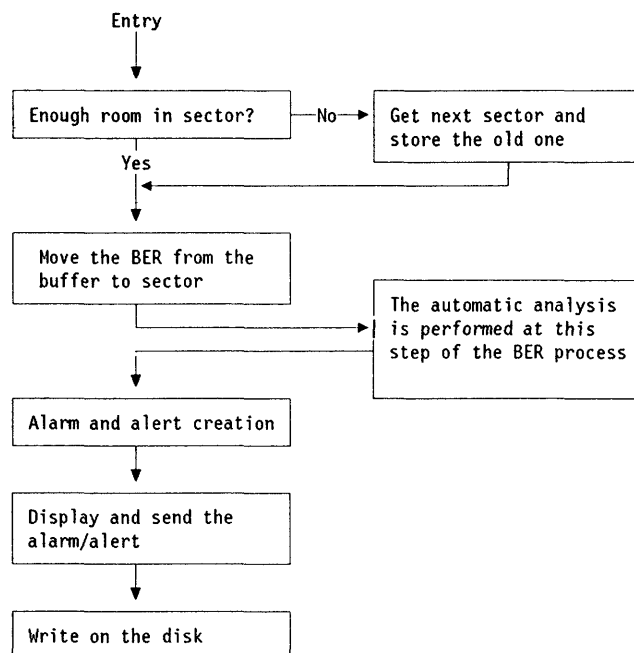 Entry
Enough room in sector?
No
Get next sector and
store the old one
Yes
Move the BER from the
buffer to sector
The automatic analysis
is performed at this
step of the BER process
Alarm and alert creation
Display and send the
alarm/alert
Write on the disk